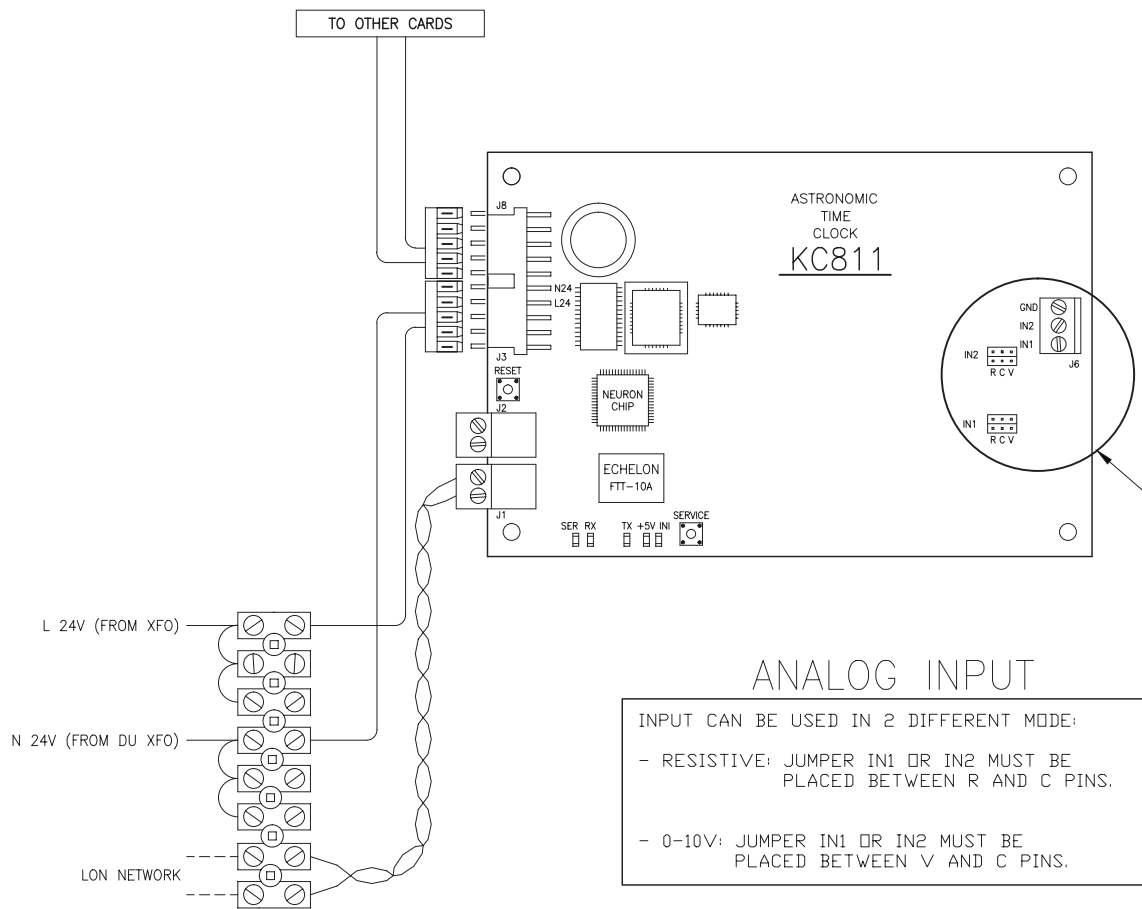 TO OTHER CARDS
J8
ASTRONOMIC
TIME
CLOCK
KC811
N24
L24
J3
RESET
J2
NEURON
CHIP
ECHELON
FTT-10A
J1
SER RX TX +5V INI SERVICE
GND
IN2
IN1
J6
IN2
R C V
IN1
R C V
L 24V (FROM XFO)
N 24V (FROM DU XFO)
LON NETWORK
ANALOG INPUT
INPUT CAN BE USED IN 2 DIFFERENT MODE:
- RESISTIVE: JUMPER IN1 OR IN2 MUST BE
PLACED BETWEEN R AND C PINS.
- 0-10V: JUMPER IN1 OR IN2 MUST BE
PLACED BETWEEN V AND C PINS.